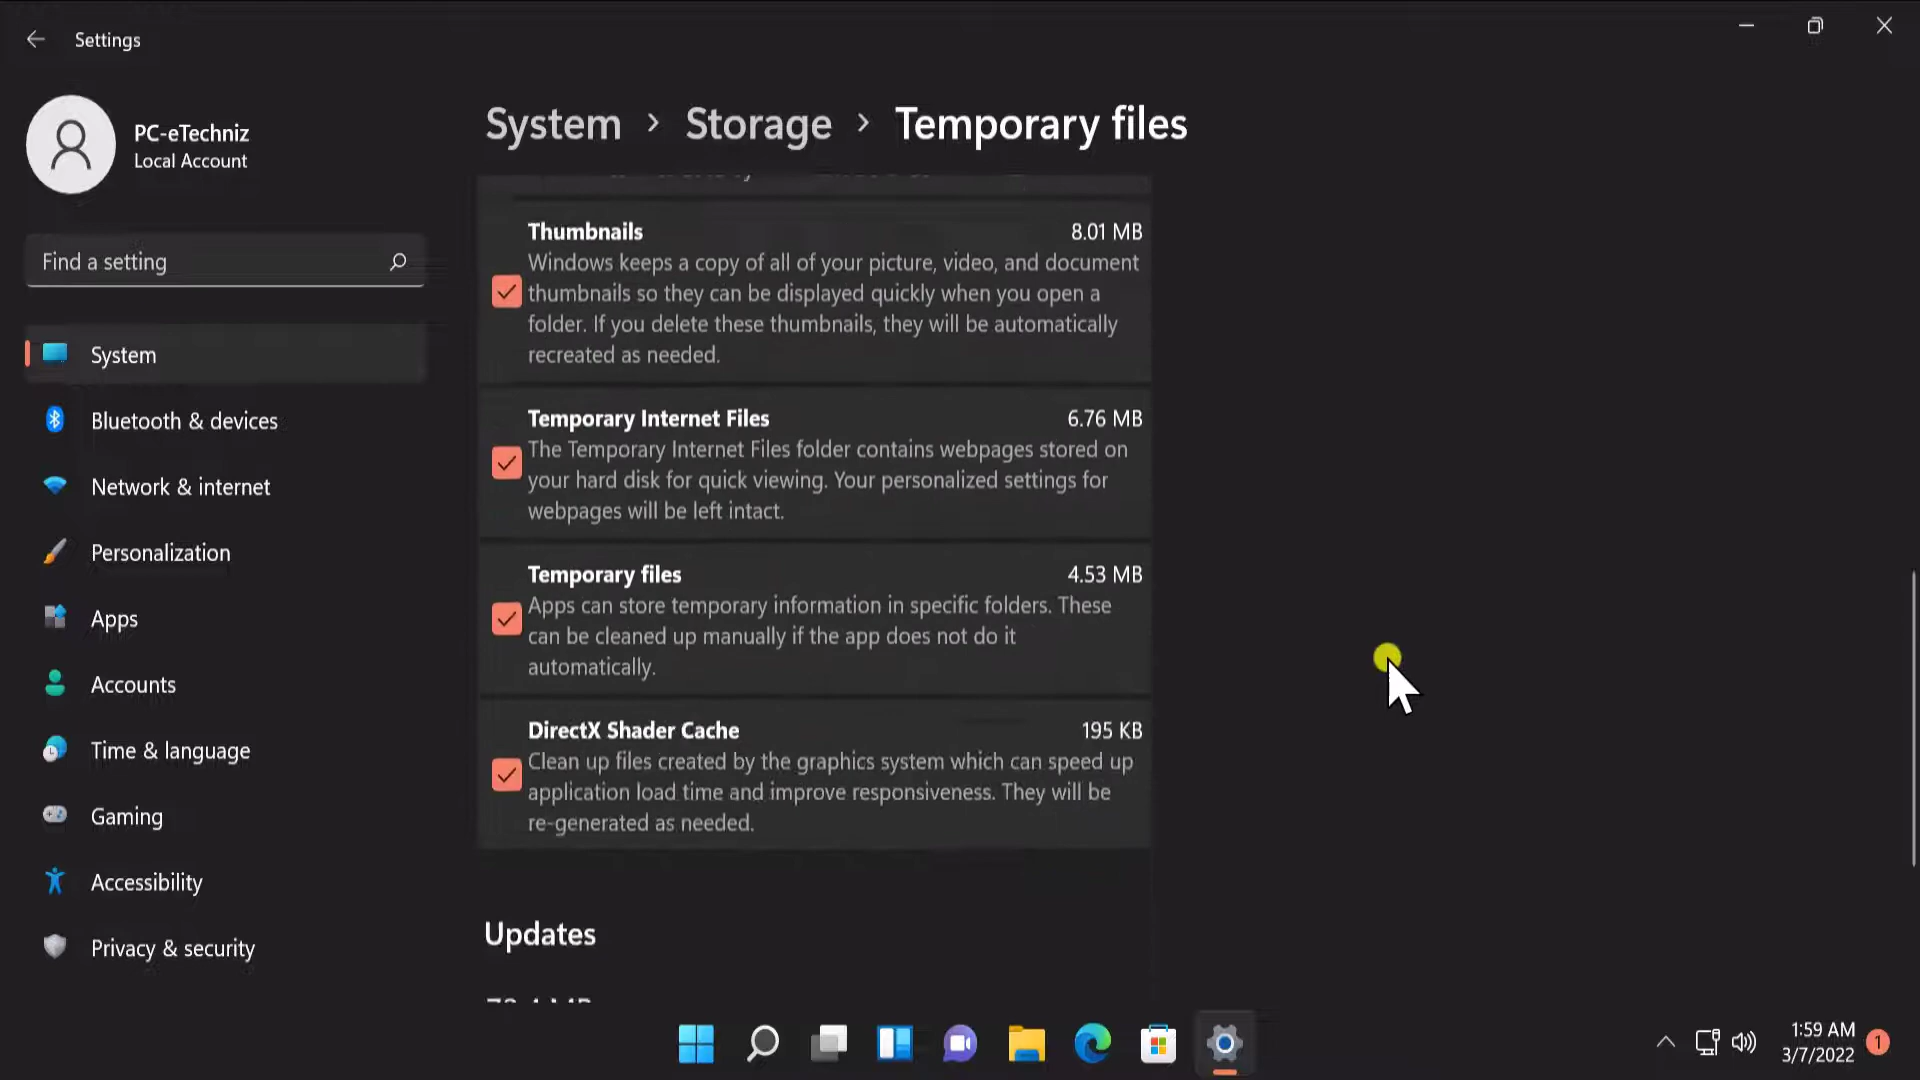 Settings
PC-eTechniz
Local Account
Find a setting
System
Bluetooth & devices
Network & internet
Personalization
Apps
Accounts
Time & language
Gaming
Accessibility
Privacy & security
System > Storage > Temporary files
Thumbnails 8.01 MB
Windows keeps a copy of all of your picture, video, and document
thumbnails so they can be displayed quickly when you open a
folder. If you delete these thumbnails, they will be automatically
recreated as needed.
Temporary Internet Files 6.76 MB
The Temporary Internet Files folder contains webpages stored on
your hard disk for quick viewing. Your personalized settings for
webpages will be left intact.
Temporary files 4.53 MB
Apps can store temporary information in specific folders. These
can be cleaned up manually if the app does not do it
automatically.
DirectX Shader Cache 195 KB
Clean up files created by the graphics system which can speed up
application load time and improve responsiveness. They will be
re-generated as needed.
Updates
1:59 AM
3/7/2022
1